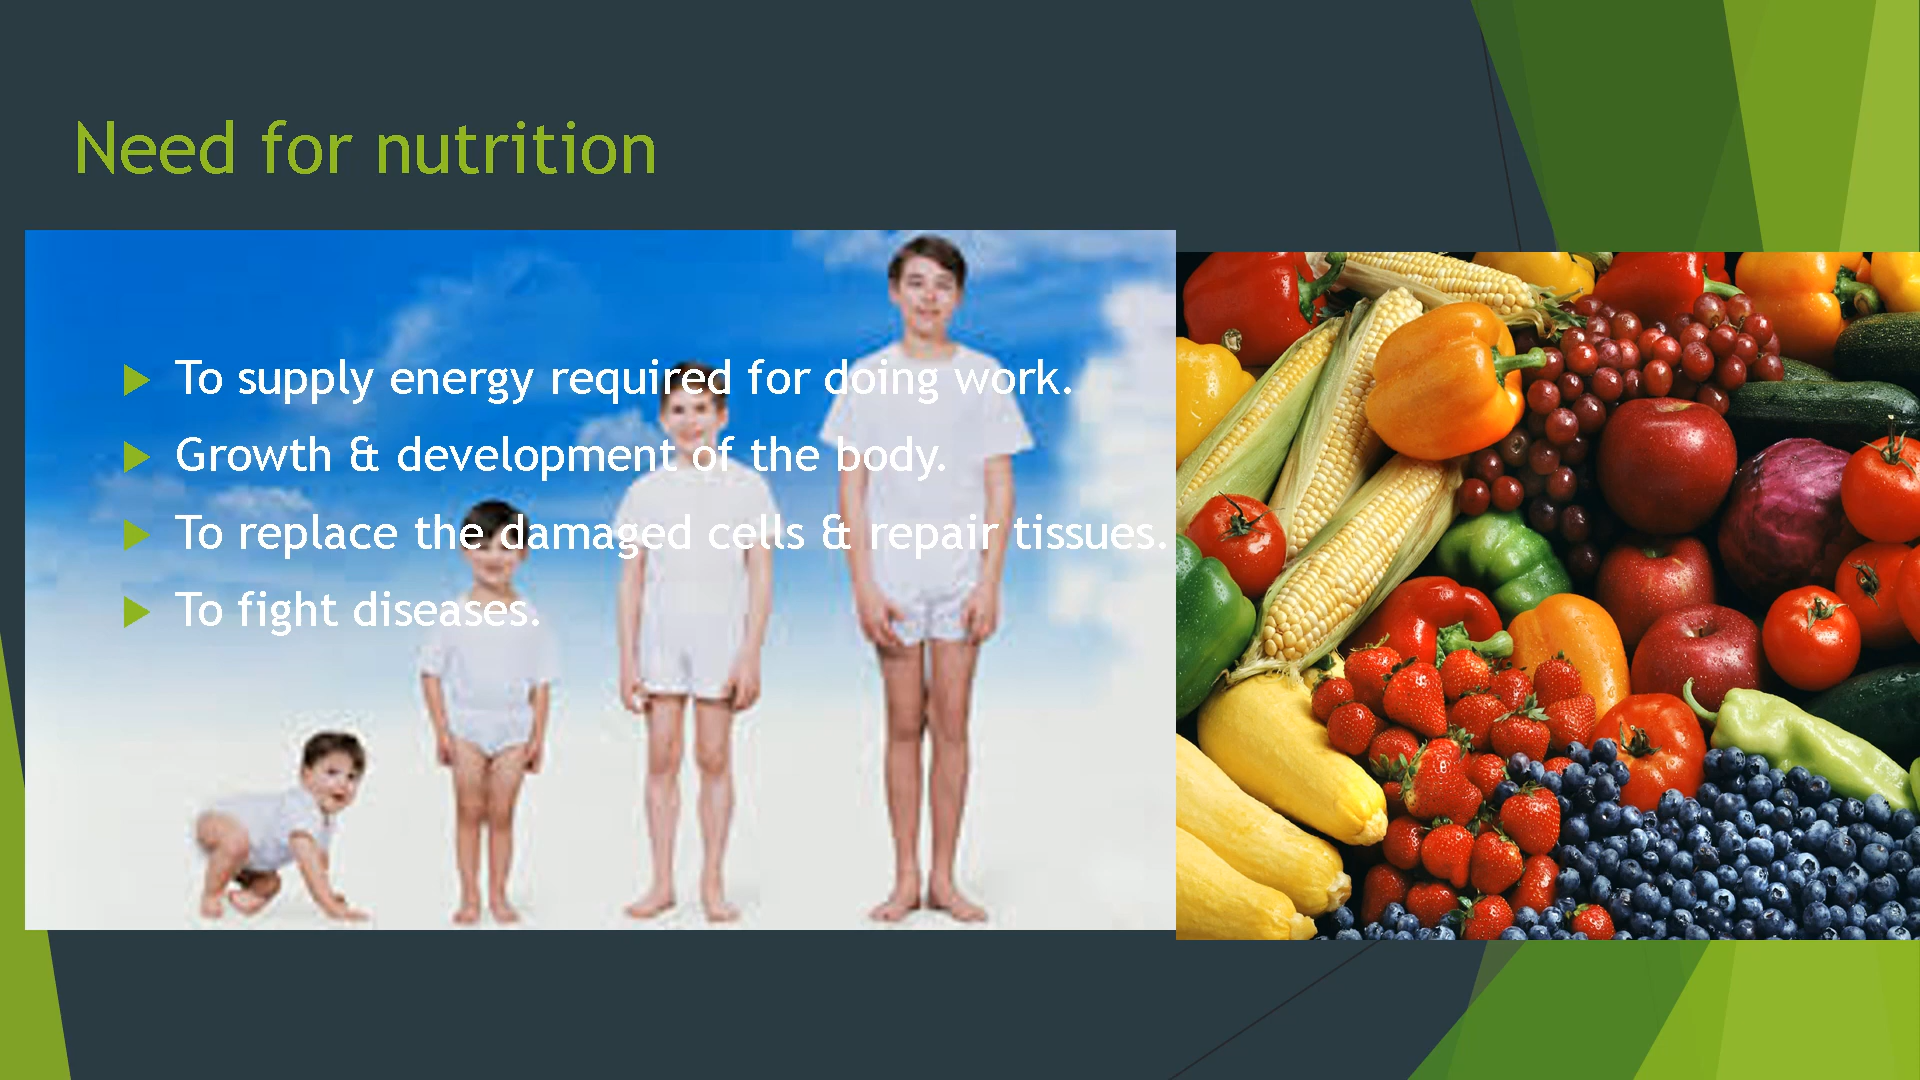 Need for nutrition
To supply energy required for doing work.
Growth & development of the body.
To replace the damaged cells & repair tissues.
To fight diseases.